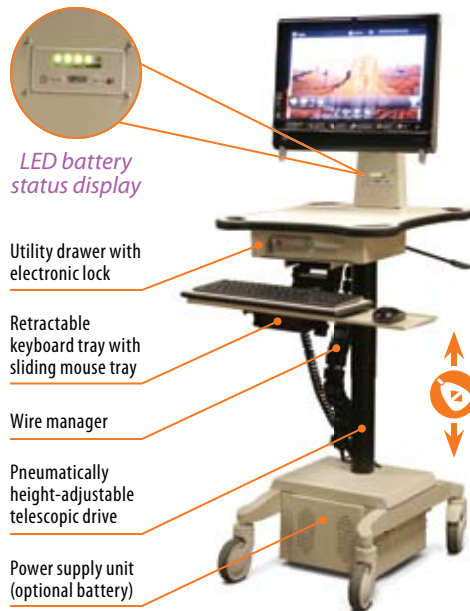 LED battery
status display
Utility drawer with
electronic lock
Retractable
keyboard tray with
sliding mouse tray
Wire manager
Pneumatically
height-adjustable
telescopic drive
Power supply unit
(optional battery)